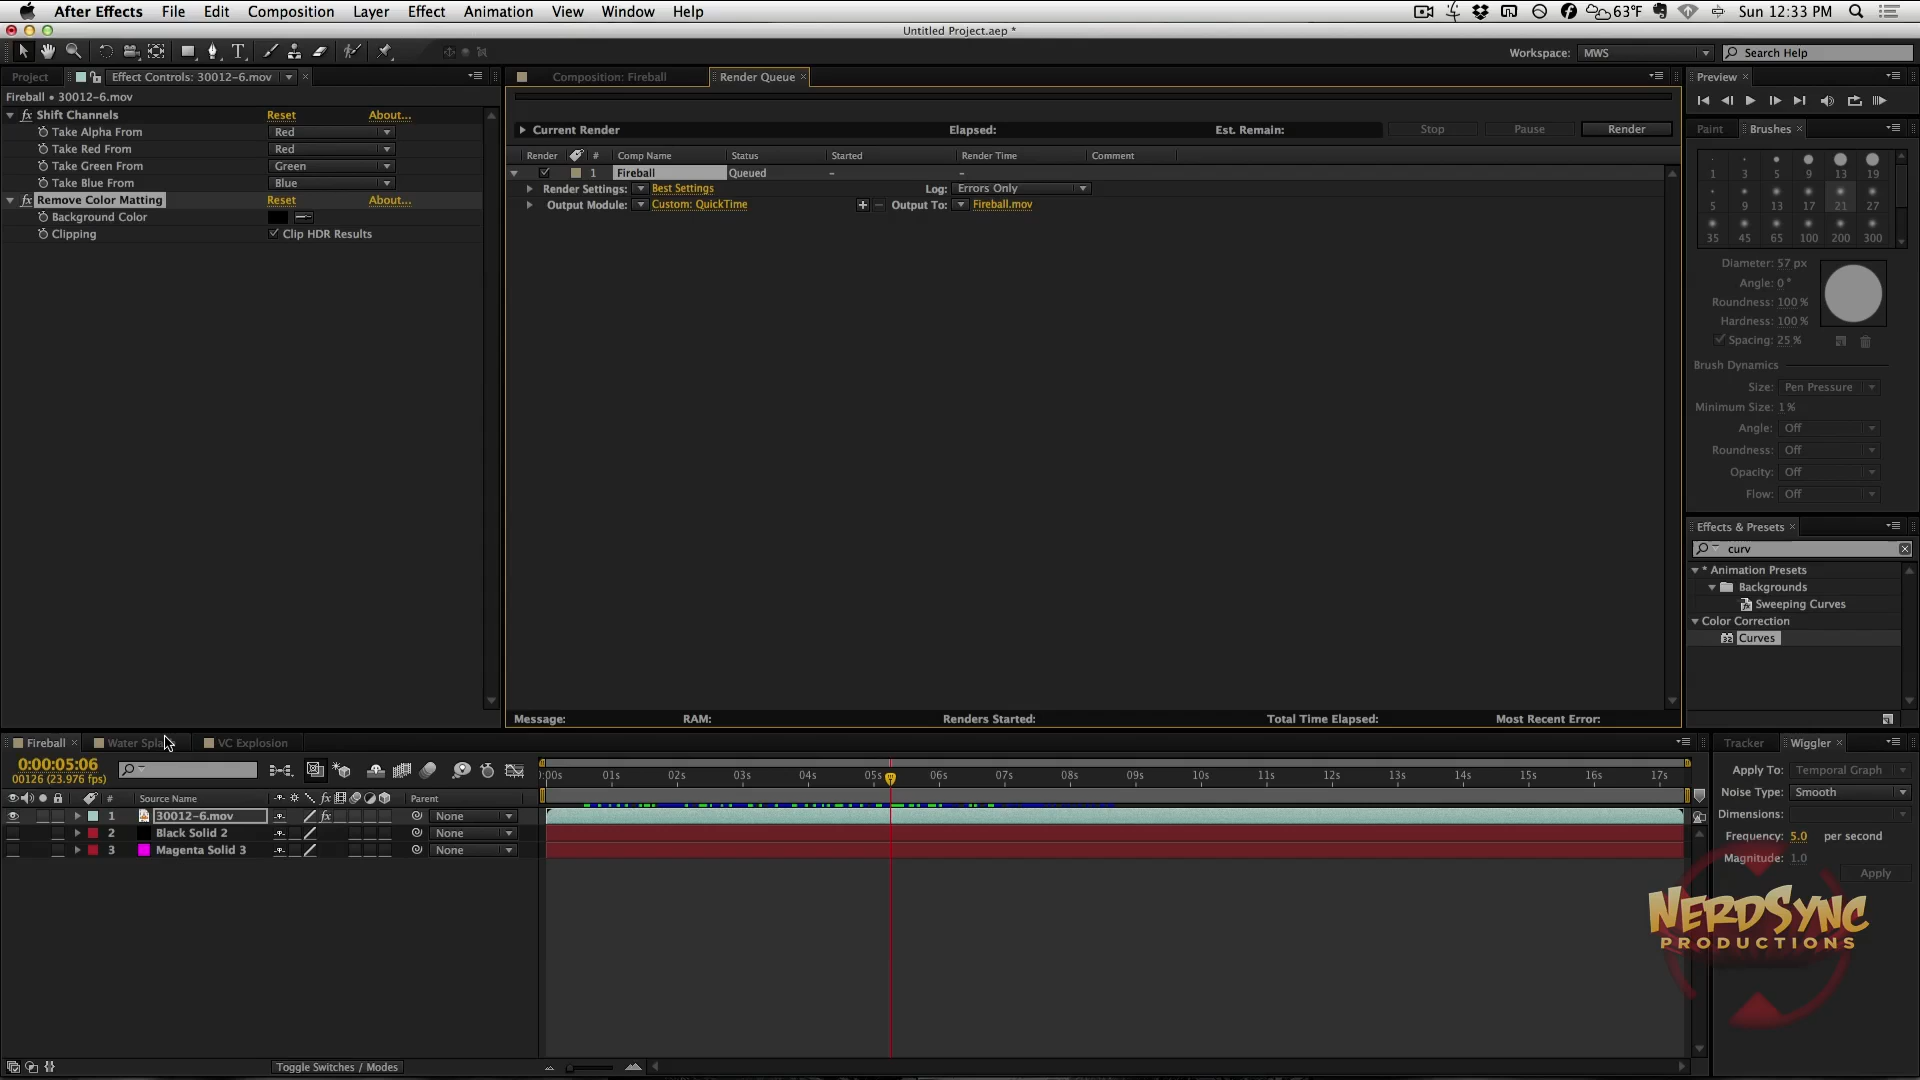 After Effects File Edit Composition Layer Effect Animation View Window Help 63°F Sun 12:33 PM
Untitled Project.aep *
Workspace: MWS Search Help
Project Effect Controls: 30012-6.mov × Composition: Fireball Render Queue × Preview ×
Fireball • 30012-6.mov
fx Shift Channels Reset About...
Take Alpha From Red
Take Red From Red
Take Green From Green
Take Blue From Blue
fx Remove Color Matting Reset About...
Background Color
Clipping Clip HDR Results
Current Render Elapsed: Est. Remain: Stop Pause Render
Render # Comp Name Status Started Render Time Comment
1 Fireball Queued – –
Render Settings: Best Settings Log: Errors Only
Output Module: Custom: QuickTime + – Output To: Fireball.mov
Message: RAM: Renders Started: Total Time Elapsed: Most Recent Error:
Paint Brushes ×
1 3 5 9 13 19
5 9 13 17 21 27
35 45 65 100 200 300
Diameter: 57 px
Angle: 0 °
Roundness: 100 %
Hardness: 100 %
Spacing: 25 %
Brush Dynamics
Size: Pen Pressure
Minimum Size: 1 %
Angle: Off
Roundness: Off
Opacity: Off
Flow: Off
Effects & Presets ×
curv
* Animation Presets
Backgrounds
Sweeping Curves
Color Correction
32 Curves
Fireball × Water VC Explosion
0:00:05:06
00126 (23.976 fps)
:00s 01s 02s 03s 04s 05s 06s 07s 08s 09s 10s 11s 12s 13s 14s 15s 16s 17s
# Source Name fx Parent
1 30012-6.mov fx None
2 Black Solid 2 None
3 Magenta Solid 3 None
Toggle Switches / Modes
Tracker Wiggler ×
Apply To: Temporal Graph
Noise Type: Smooth
Dimensions:
Frequency: 5.0 per second
Magnitude: 1.0
Apply
NERDSYNC
PRODUCTIONS